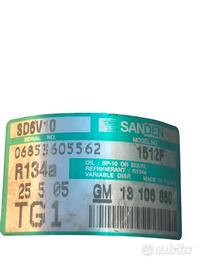 SD6V10
SANDEN
SERIAL NO.
MODEL NO.
06853605562
1512F
OIL : SP-10 OR EQUIV.
REFRIGERANT : R134a
VARIABLE DISP.
R134a
25 5 05
GM 13 106 850
TG1
subito